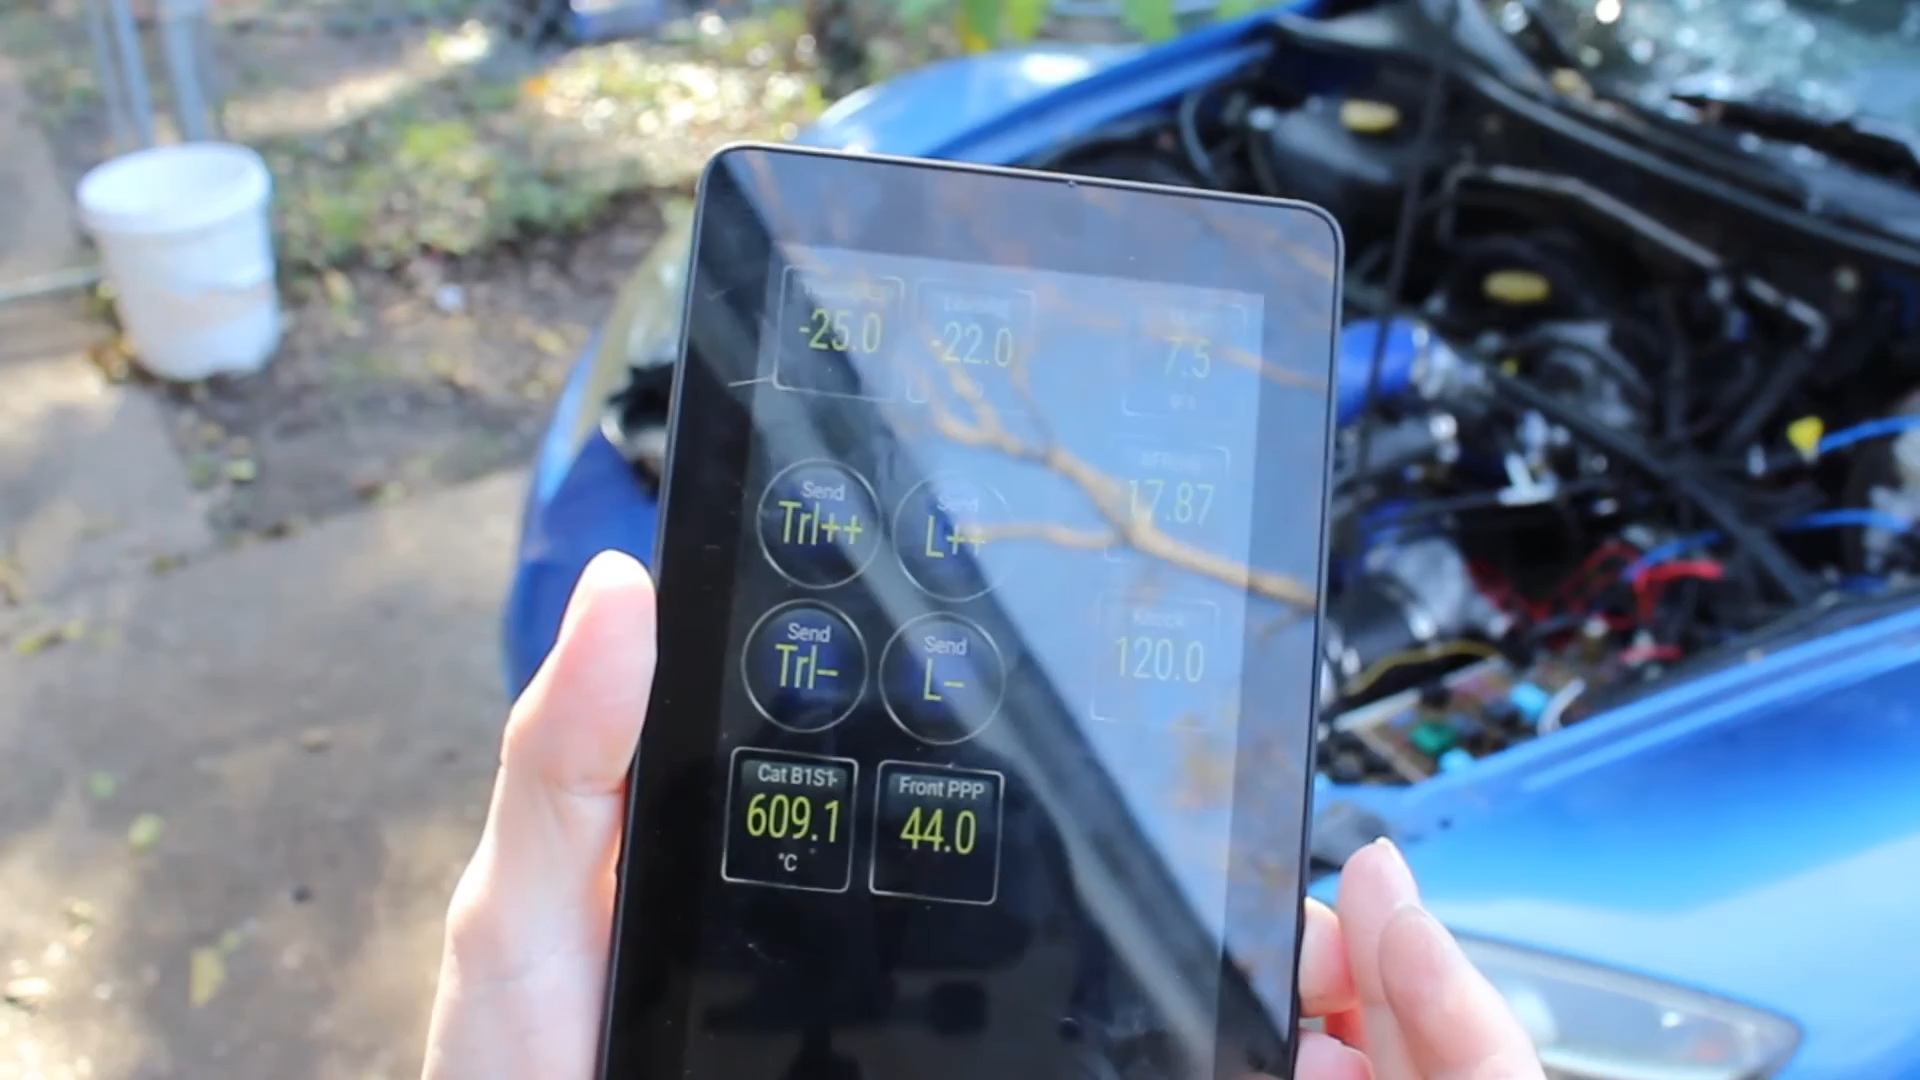 -25.0
-22.0
7.5
Send
Trl++
Send
L++
17.87
Send
Trl--
Send
L--
Knock
120.0
Cat B1S1-
609.1
°C
Front PPP
44.0